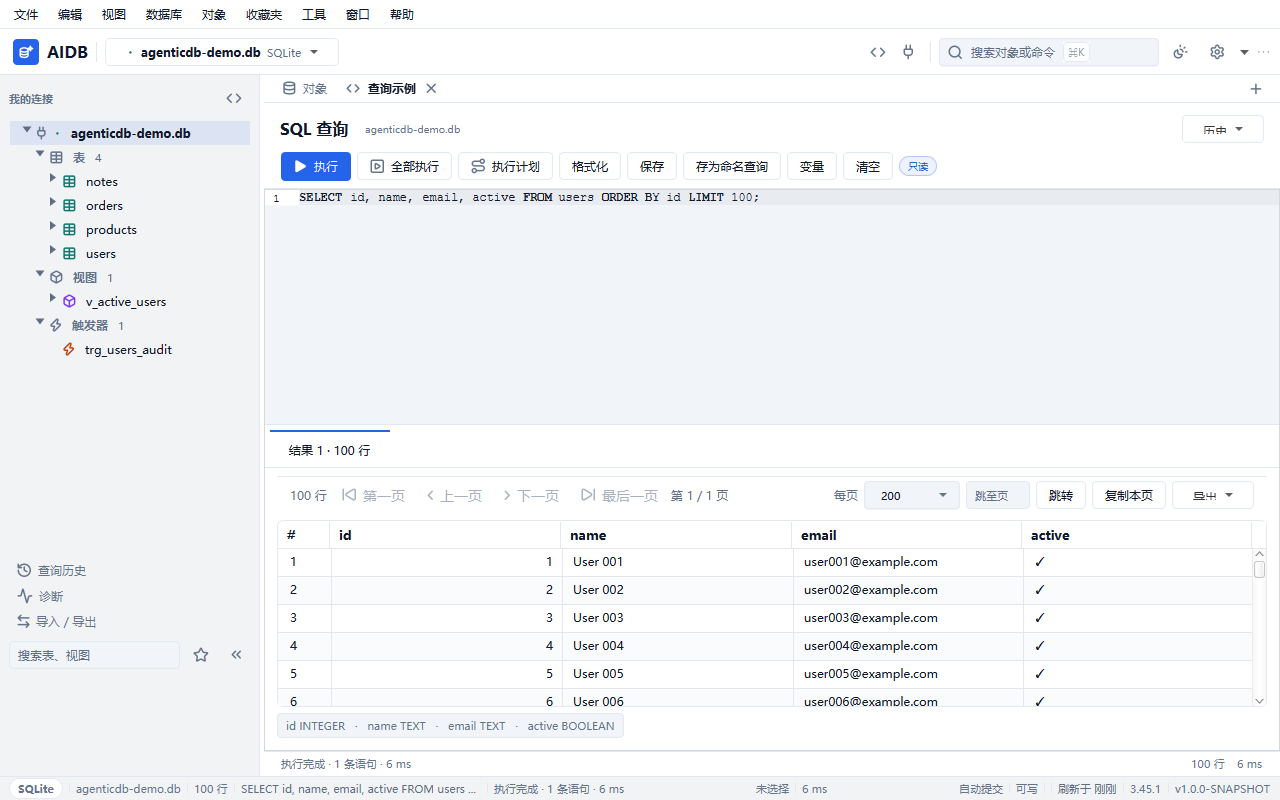 文件 编辑 视图 数据库 对象 收藏夹 工具 窗口 帮助
AIDB · agenticdb-demo.db SQLite 搜索对象或命令 ⌘K
我的连接
· agenticdb-demo.db
表 4
notes
orders
products
users
视图 1
v_active_users
触发器 1
trg_users_audit
查询历史
诊断
导入 / 导出
搜索表、视图
对象 查询示例
SQL 查询 agenticdb-demo.db 历史
执行 全部执行 执行计划 格式化 保存 存为命名查询 变量 清空 只读
1 SELECT id, name, email, active FROM users ORDER BY id LIMIT 100;
结果 1 · 100 行
100 行 第一页 上一页 下一页 最后一页 第 1 / 1 页 每页 200 跳至页 跳转 复制本页 导出
# id name email active
1 1 User 001 user001@example.com ✓
2 2 User 002 user002@example.com ✓
3 3 User 003 user003@example.com ✓
4 4 User 004 user004@example.com ✓
5 5 User 005 user005@example.com ✓
6 6 User 006 user006@example.com ✓
id INTEGER · name TEXT · email TEXT · active BOOLEAN
执行完成 · 1 条语句 · 6 ms 100 行 6 ms
SQLite agenticdb-demo.db 100 行 SELECT id, name, email, active FROM users ... 执行完成 · 1 条语句 · 6 ms 未选择 6 ms 自动提交 可写 刷新于 刚刚 3.45.1 v1.0.0-SNAPSHOT